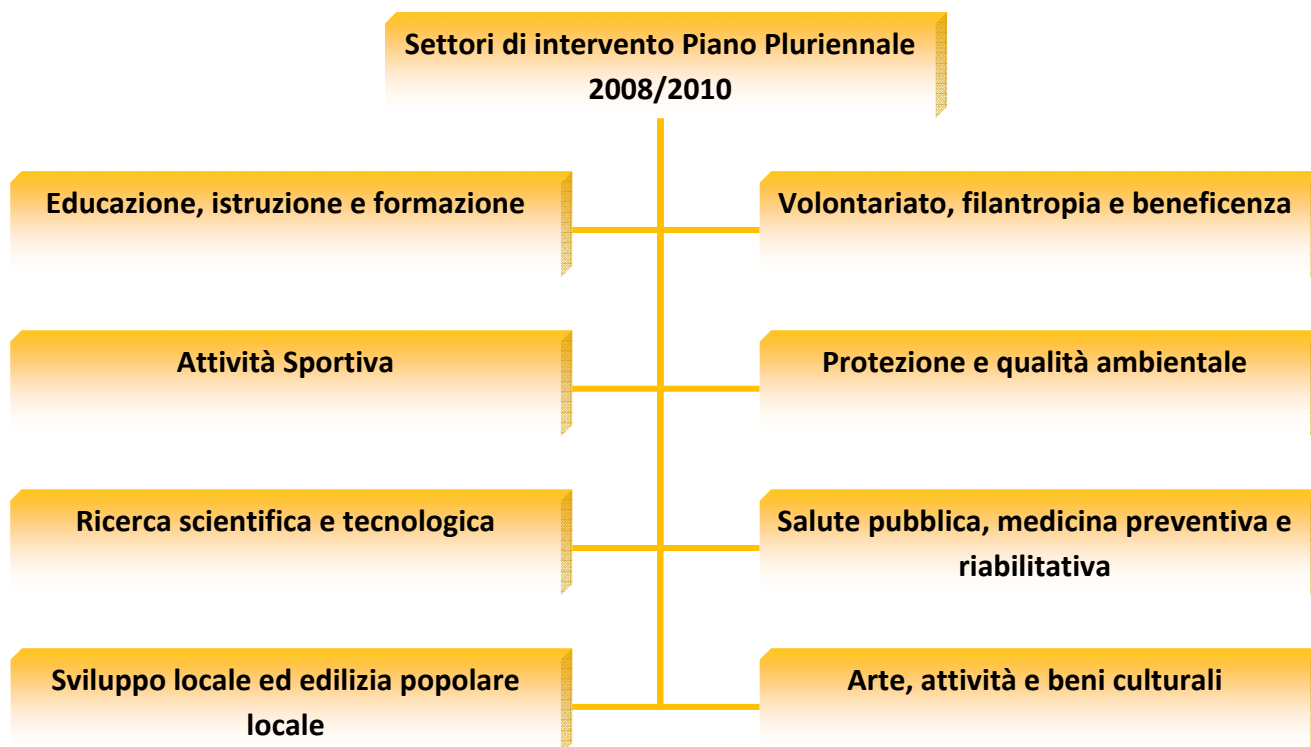 Settori di intervento Piano Pluriennale
2008/2010
Educazione, istruzione e formazione
Volontariato, filantropia e beneficenza
Attività Sportiva
Protezione e qualità ambientale
Ricerca scientifica e tecnologica
Salute pubblica, medicina preventiva e
riabilitativa
Sviluppo locale ed edilizia popolare
locale
Arte, attività e beni culturali